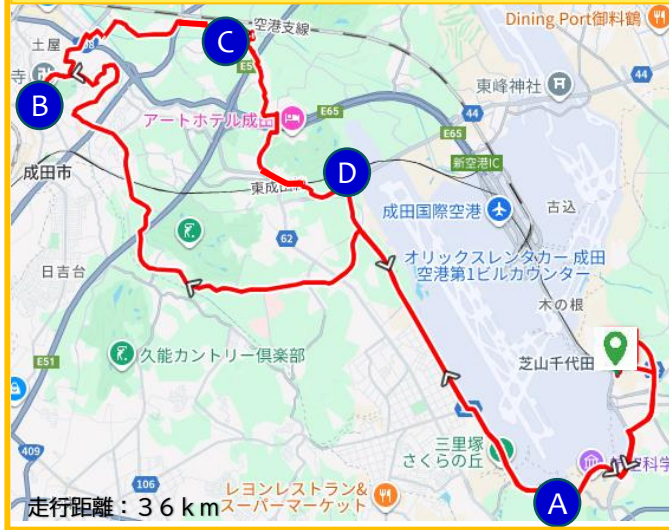 Dining Port御料鶴
空港支線
C
土屋
18
E5
44
東峰神社
44
寺
B
E65
アートホテル成田
E65
新空港IC
D
成田市
東成田線
成田国際空港
古込
62
オリックスレンタカー 成田
空港第1ビルカウンター
日吉台
木の根
E51
久能カントリー倶楽部
芝山千代田
三里塚
さくらの丘
409
106
レヨンレストラン&
スーパーマーケット
A
走行距離：３６ｋｍ